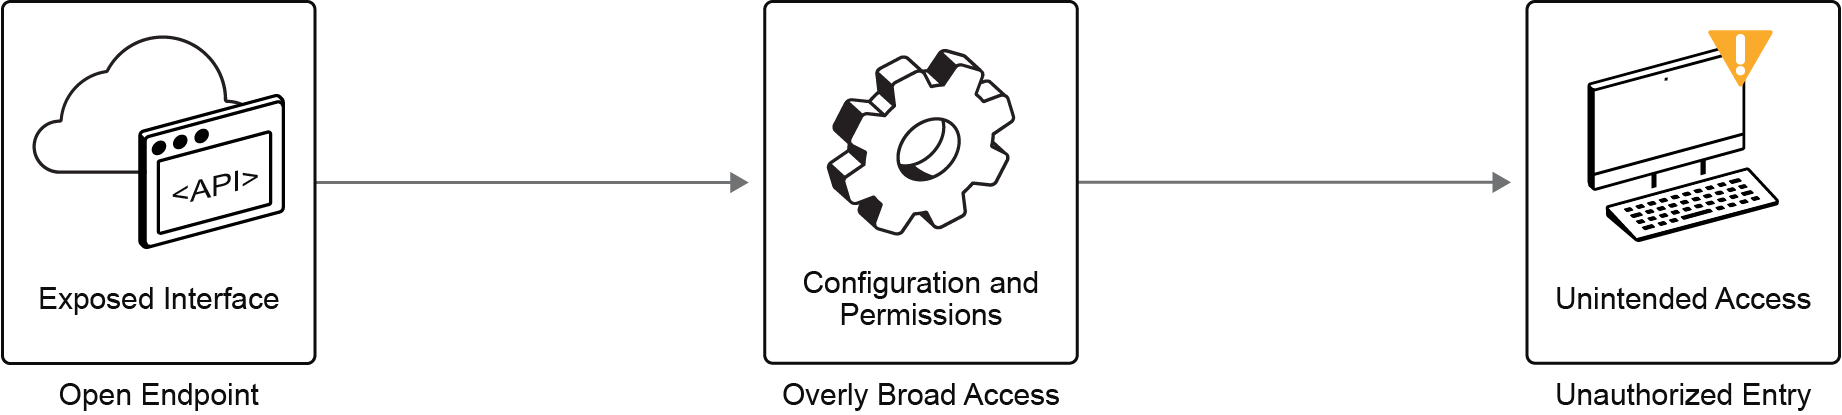 <API>
Exposed Interface
Open Endpoint
Configuration and
Permissions
Overly Broad Access
Unintended Access
Unauthorized Entry